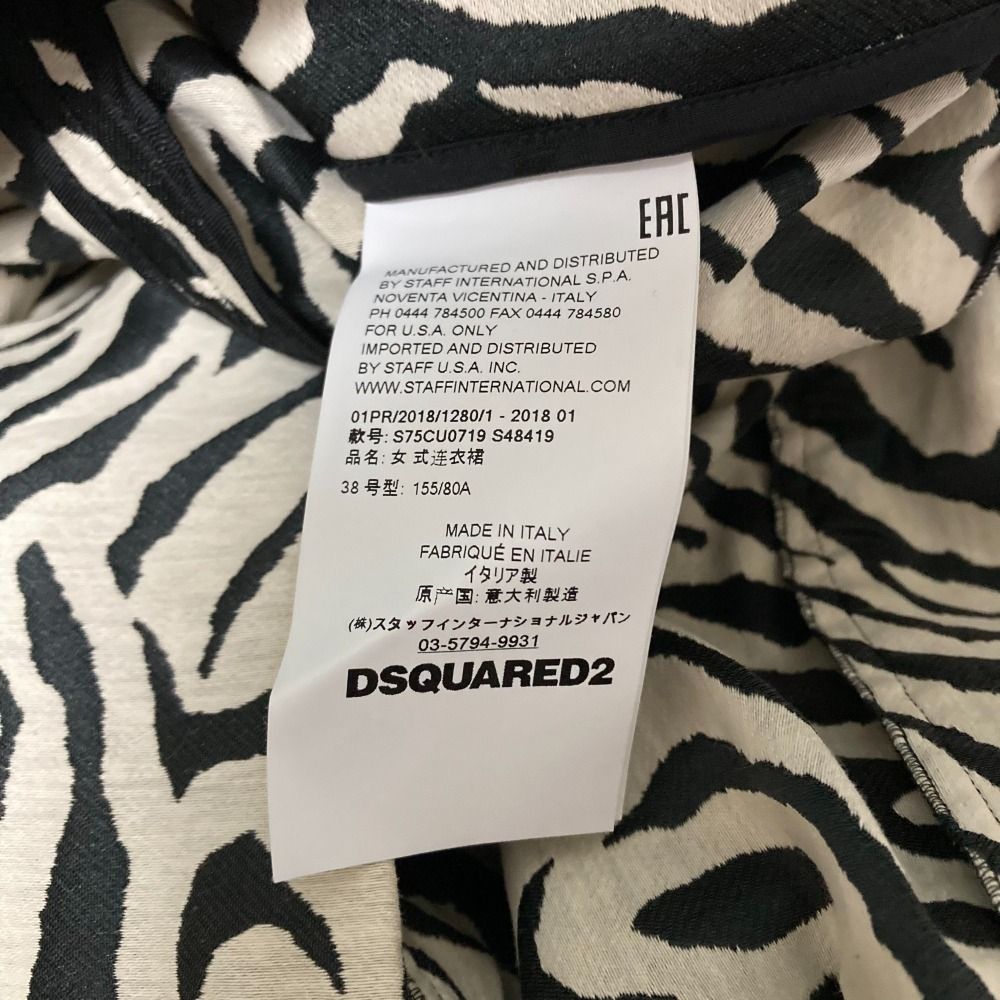 EAC
MANUFACTURED AND DISTRIBUTED
BY STAFF INTERNATIONAL S.P.A.
NOVENTA VICENTINA - ITALY
PH 0444 784500 FAX 0444 784580
FOR U.S.A. ONLY
IMPORTED AND DISTRIBUTED
BY STAFF U.S.A. INC.
WWW.STAFFINTERNATIONAL.COM
01PR/2018/1280/1 - 2018 01
款号: S75CU0719 S48419
品名: 女 式连衣裙
38 号型: 155/80A
MADE IN ITALY
FABRIQUÉ EN ITALIE
イタリア製
原产国: 意大利製造
(株)スタッフインターナショナルジャパン
03-5794-9931
DSQUARED2